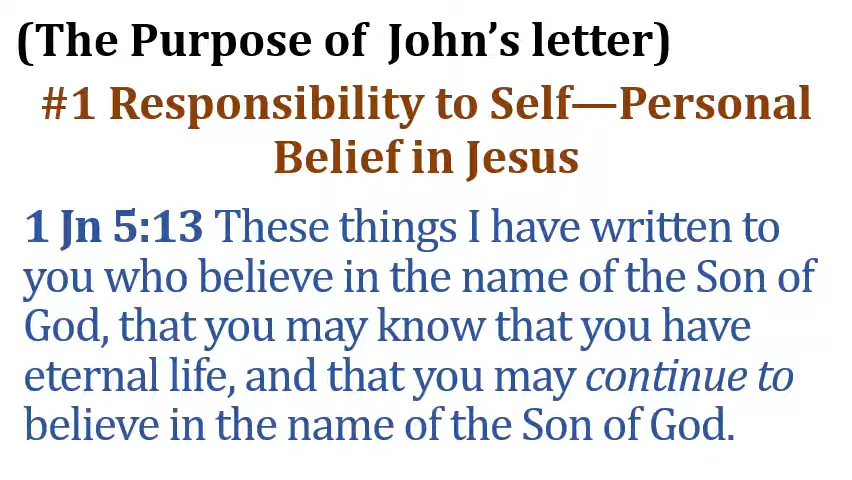 (The Purpose of  John’s letter)
#1 Responsibility to Self—Personal
Belief in Jesus
1 Jn 5:13 These things I have written to
you who believe in the name of the Son of
God, that you may know that you have
eternal life, and that you may continue to
believe in the name of the Son of God.